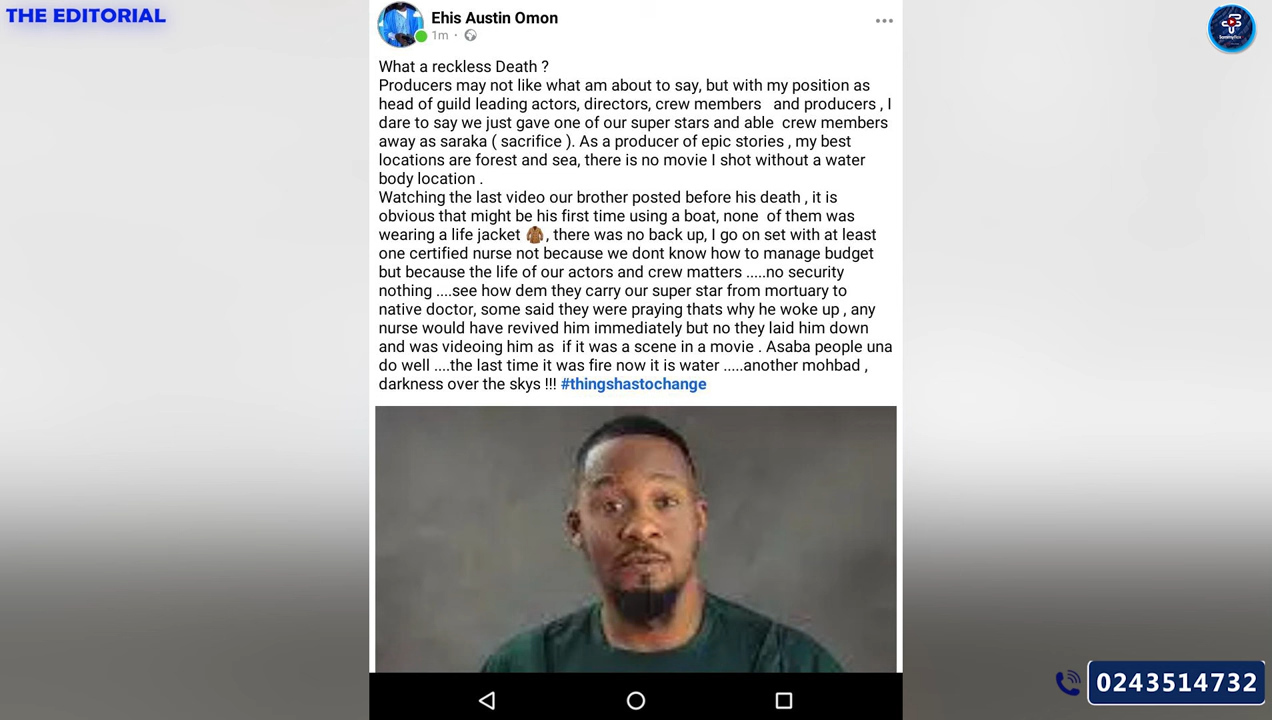 THE EDITORIAL
Ehis Austin Omon
1m ·
What a reckless Death ?
Producers may not like what am about to say, but with my position as
head of guild leading actors, directors, crew members and producers , I
dare to say we just gave one of our super stars and able crew members
away as saraka ( sacrifice ). As a producer of epic stories , my best
locations are forest and sea, there is no movie I shot without a water
body location .
Watching the last video our brother posted before his death , it is
obvious that might be his first time using a boat, none of them was
wearing a life jacket 🧥, there was no back up, I go on set with at least
one certified nurse not because we dont know how to manage budget
but because the life of our actors and crew matters .....no security
nothing ....see how dem they carry our super star from mortuary to
native doctor, some said they were praying thats why he woke up , any
nurse would have revived him immediately but no they laid him down
and was videoing him as if it was a scene in a movie . Asaba people una
do well ....the last time it was fire now it is water .....another mohbad ,
darkness over the skys !!! #thingshastochange
0243514732